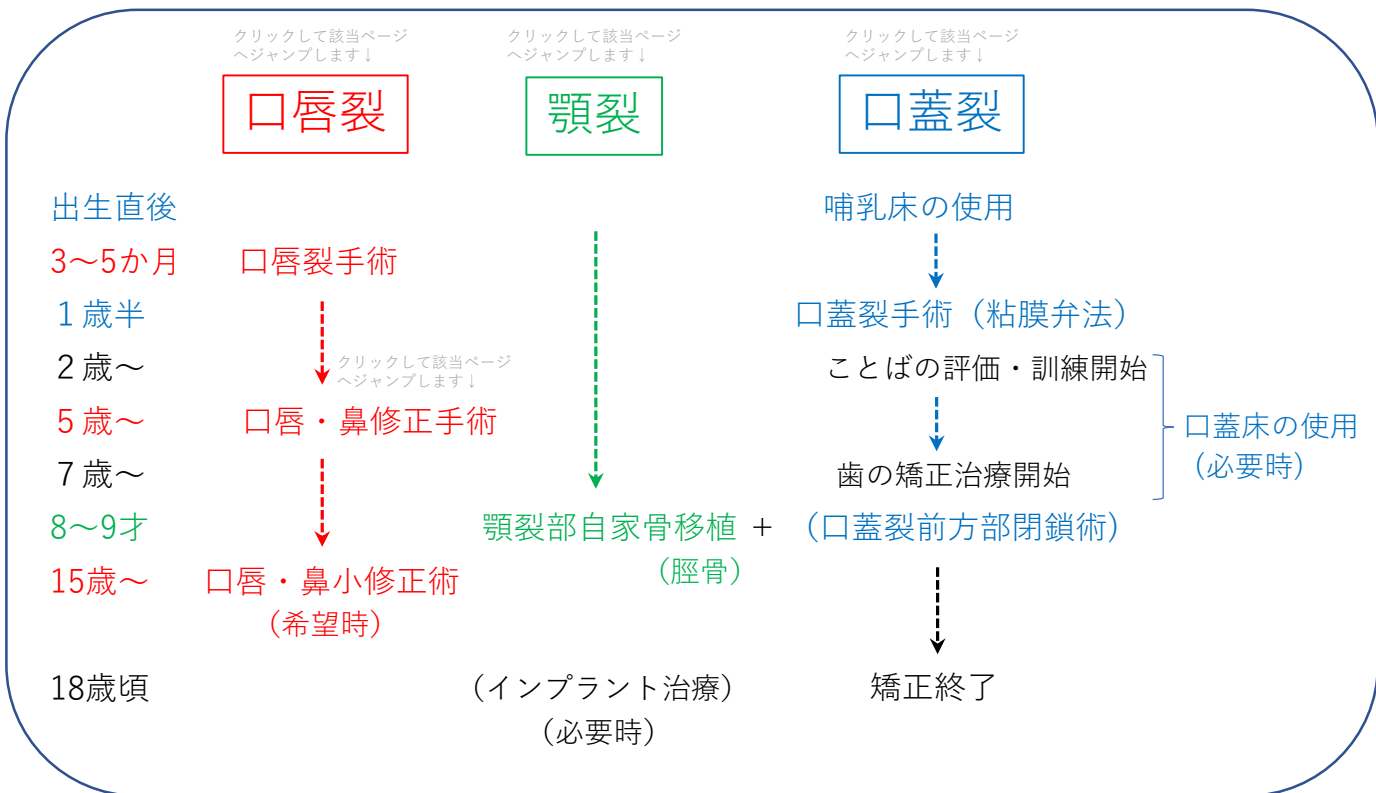 クリックして該当ページ
へジャンプします↓
クリックして該当ページ
へジャンプします↓
クリックして該当ページ
へジャンプします↓
口唇裂 顎裂 口蓋裂
出生直後 哺乳床の使用
3～5か月 口唇裂手術
１歳半 口蓋裂手術（粘膜弁法）
２歳～ ことばの評価・訓練開始
クリックして該当ページ
へジャンプします↓
５歳～ 口唇・鼻修正手術
口蓋床の使用
（必要時）
７歳～ 歯の矯正治療開始
8～9才 顎裂部自家骨移植 + （口蓋裂前方部閉鎖術）
（脛骨）
15歳～ 口唇・鼻小修正術
（希望時）
18歳頃 （インプラント治療） 矯正終了
（必要時）